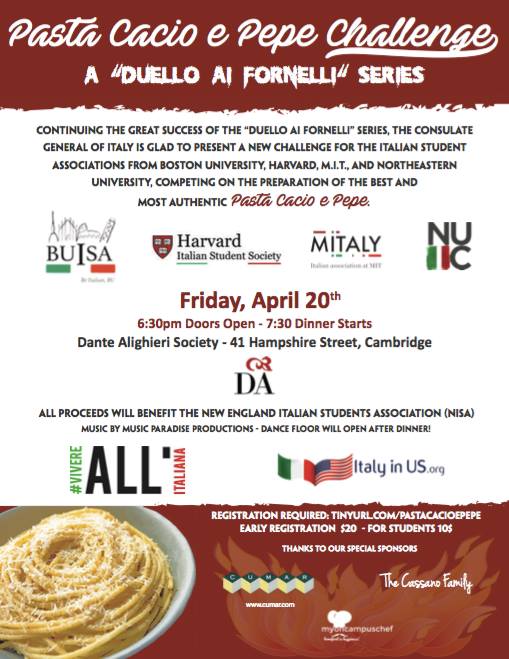 Pasta Cacio e Pepe Challenge
A "DUELLO AI FORNELLI" SERIES
CONTINUING THE GREAT SUCCESS OF THE "DUELLO AI FORNELLI" SERIES, THE CONSULATE
GENERAL OF ITALY IS GLAD TO PRESENT A NEW CHALLENGE FOR THE ITALIAN STUDENT
ASSOCIATIONS FROM BOSTON UNIVERSITY, HARVARD, M.I.T., AND NORTHEASTERN
UNIVERSITY, COMPETING ON THE PREPARATION OF THE BEST AND
MOST AUTHENTIC Pasta Cacio e Pepe.
BUISA
Be Italian, BU
Harvard
Italian Student Society
MITALY
Italian association at MIT
NU
IC
Friday, April 20th
6:30pm Doors Open - 7:30 Dinner Starts
Dante Alighieri Society - 41 Hampshire Street, Cambridge
DA
ALL PROCEEDS WILL BENEFIT THE NEW ENGLAND ITALIAN STUDENTS ASSOCIATION (NISA)
MUSIC BY MUSIC PARADISE PRODUCTIONS - DANCE FLOOR WILL OPEN AFTER DINNER!
#VIVERE ALL' ITALIANA
Italy in US.org
REGISTRATION REQUIRED: TINYURL.COM/PASTACACIOEPEPE
EARLY REGISTRATION $20 - FOR STUDENTS 10$
THANKS TO OUR SPECIAL SPONSORS
CUMAR
www.cumar.com
The Cassano Family
myoncampuschef